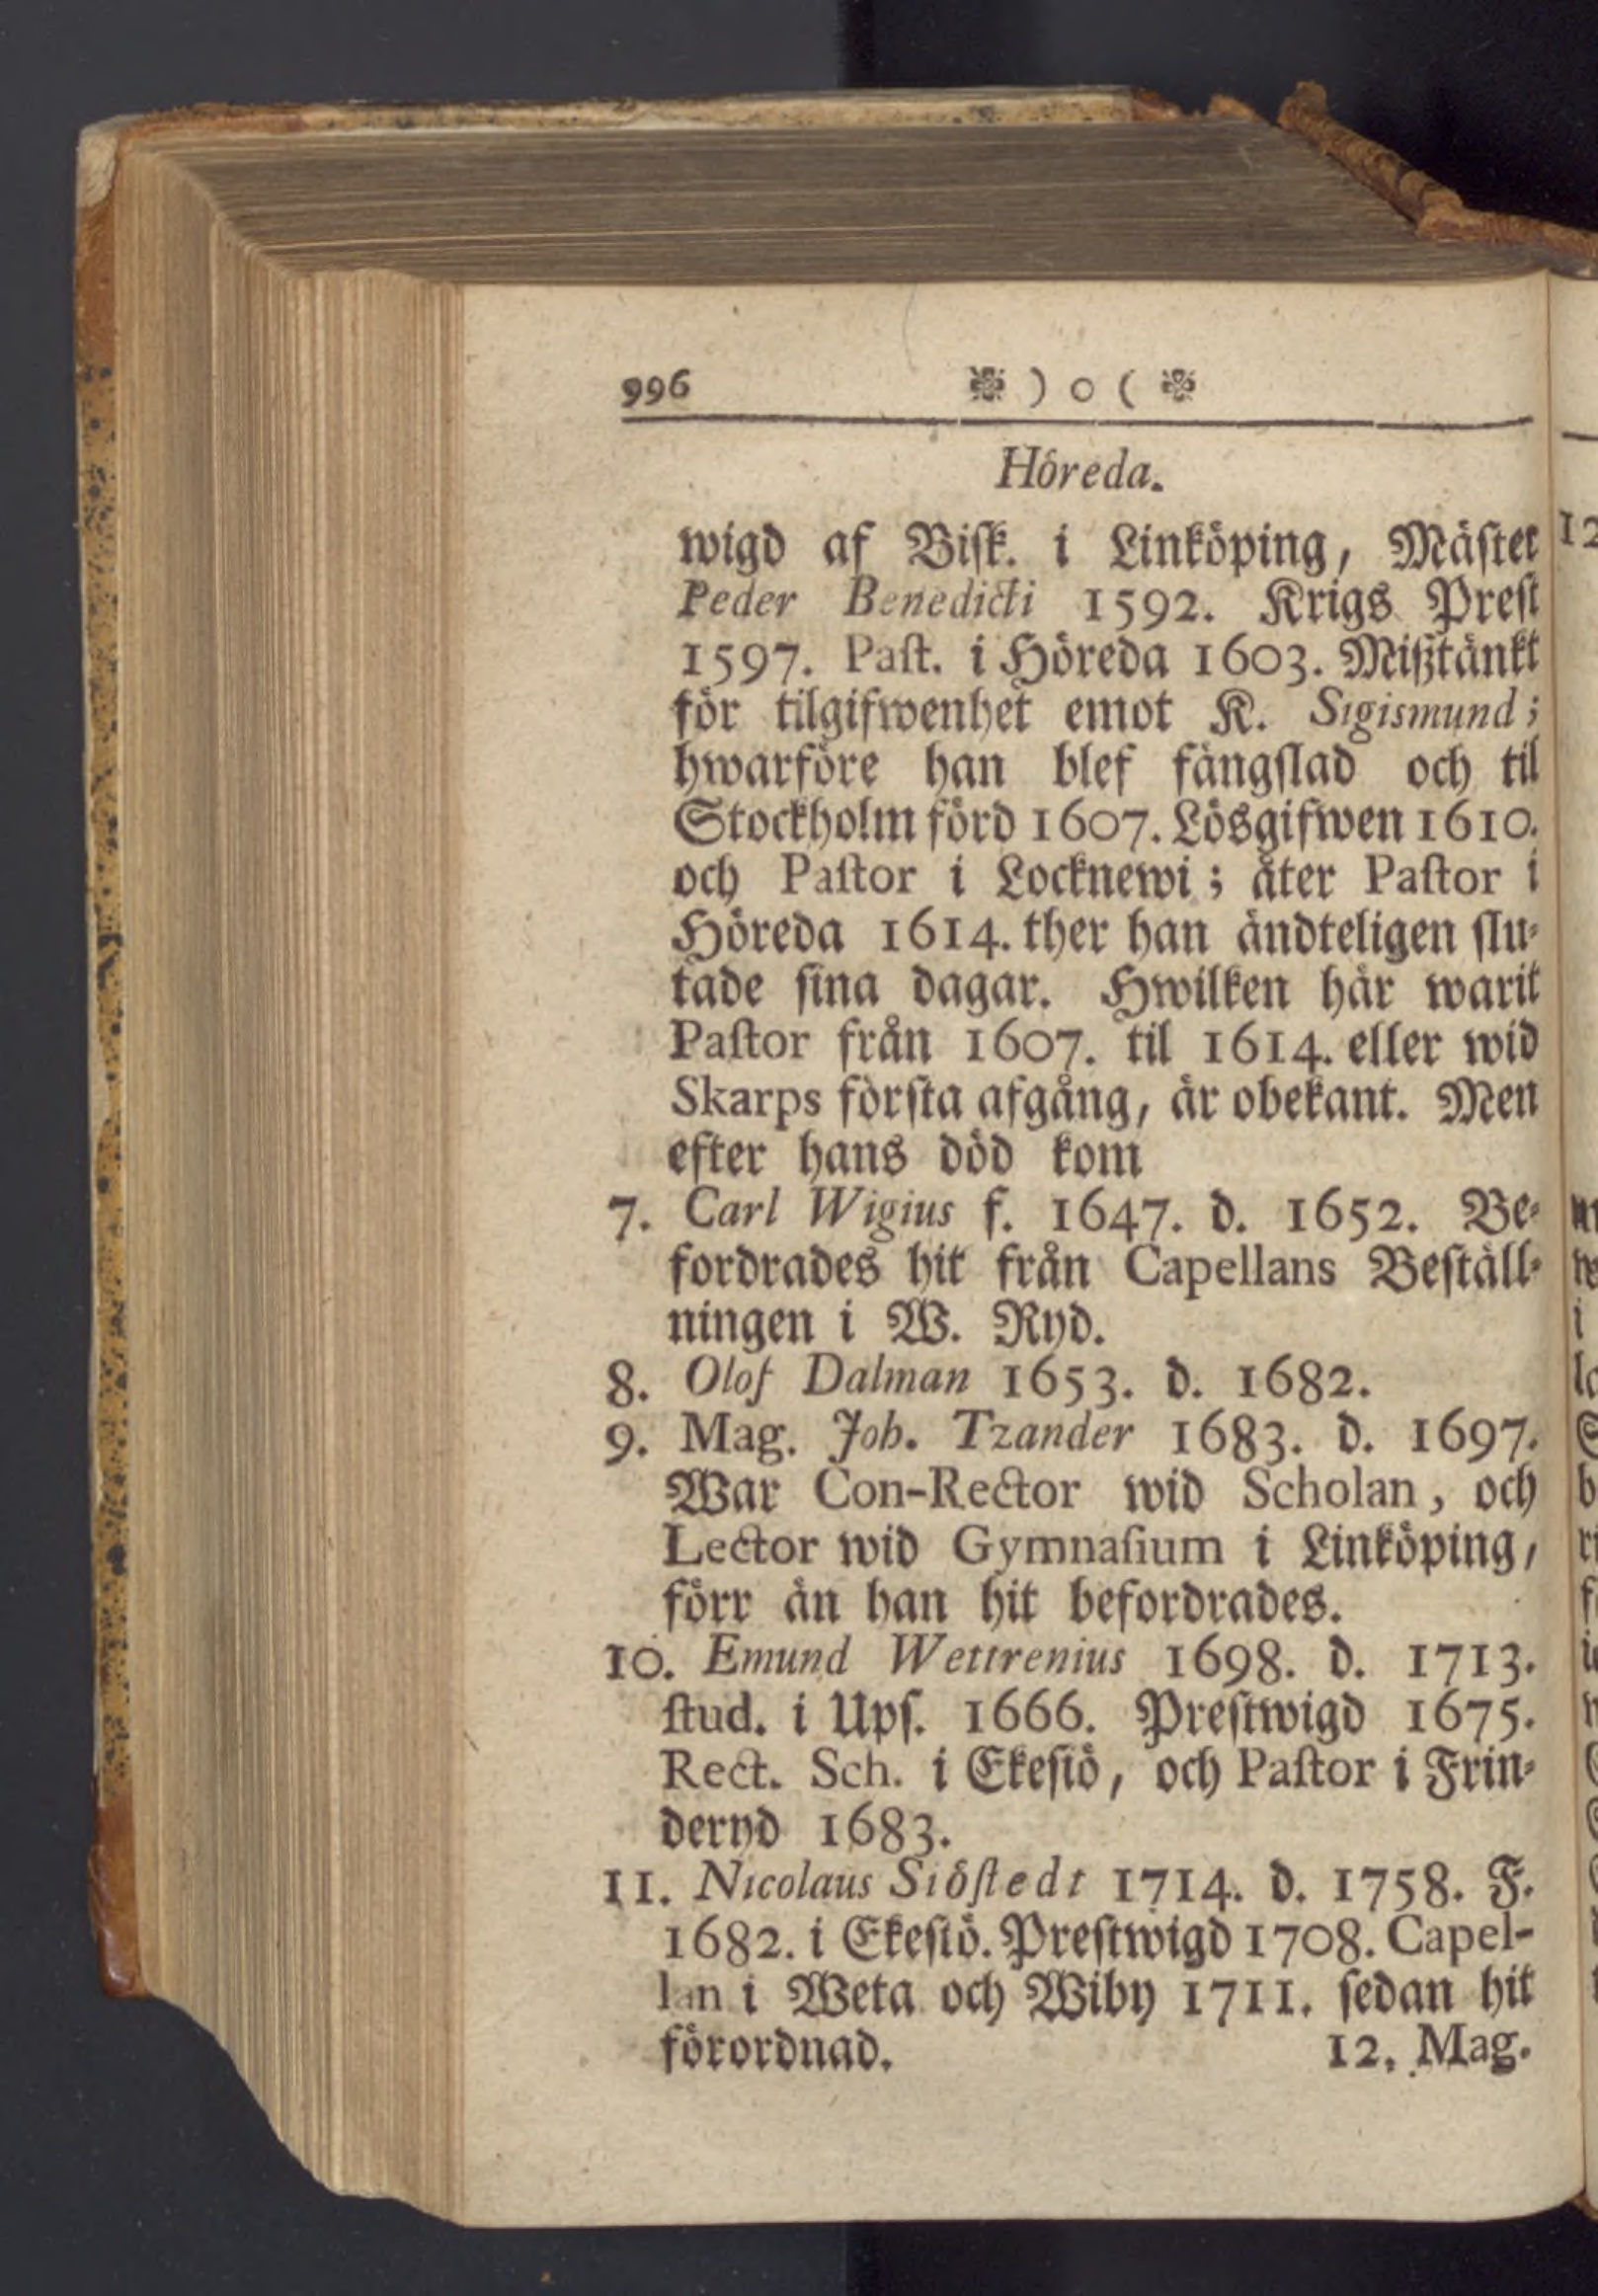 996 ❋ ) o ( ❋
Höreda.
wigd af Bisk. i Linköping, Mäster
Peder Benedicti 1592. Krigs Prest
1597. Past. i Höreda 1603. Mißtänkt
för tilgifwenhet emot K. Sigismund;
hwarföre han blef fängslad och til
Stockholm förd 1607. Lösgifwen 1610.
och Pastor i Locknewi; åter Pastor i
Höreda 1614. ther han ändteligen slu-
tade sina dagar. Hwilken här warit
Pastor från 1607. til 1614. eller wid
Skarps första afgång, är obekant. Men
efter hans död kom
7. Carl Wigius f. 1647. d. 1652. Be-
fordrades hit från Capellans Beställ-
ningen i W. Ryd.
8. Olof Dalman 1653. d. 1682.
9. Mag. Joh. Tzander 1683. d. 1697.
War Con-Rector wid Scholan, och
Lector wid Gymnasium i Linköping,
förr än han hit befordrades.
10. Emund Wettrenius 1698. d. 1713.
stud. i Ups. 1666. Prestwigd 1675.
Rect. Sch. i Ekesiö, och Pastor i Frin-
deryd 1683.
11. Nicolaus Siöstedt 1714. d. 1758. F.
1682. i Ekesiö. Prestwigd 1708. Capel-
lan i Weta och Wiby 1711. sedan hit
förordnad. 12. Mag.